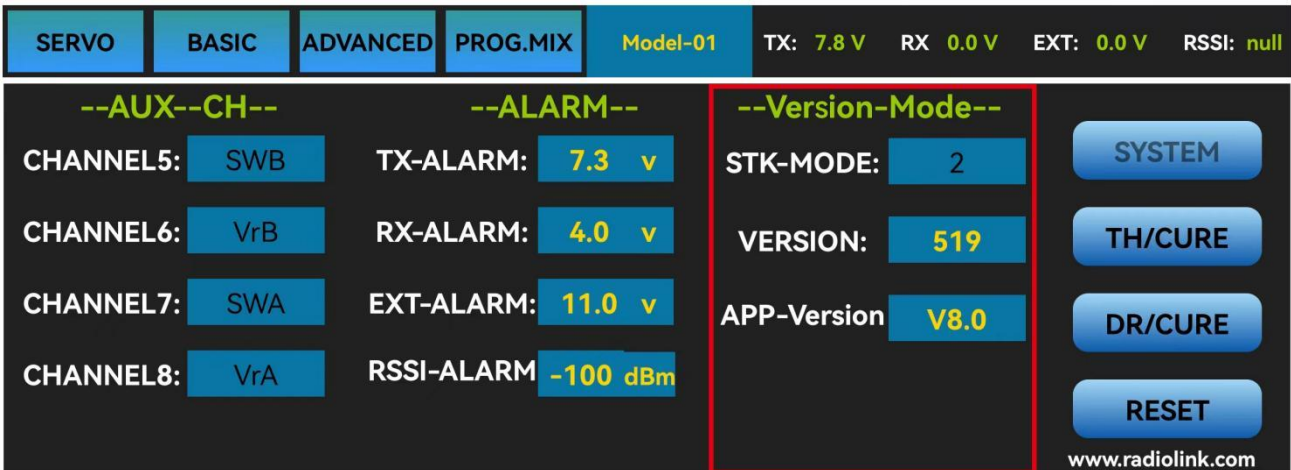 SERVO BASIC ADVANCED PROG.MIX Model-01 TX: 7.8 V RX 0.0 V EXT: 0.0 V RSSI: null
--AUX--CH-- --ALARM-- --Version-Mode--
CHANNEL5: SWB TX-ALARM: 7.3 v STK-MODE: 2 SYSTEM
CHANNEL6: VrB RX-ALARM: 4.0 v VERSION: 519 TH/CURE
CHANNEL7: SWA EXT-ALARM: 11.0 v APP-Version V8.0 DR/CURE
CHANNEL8: VrA RSSI-ALARM -100 dBm RESET
www.radiolink.com